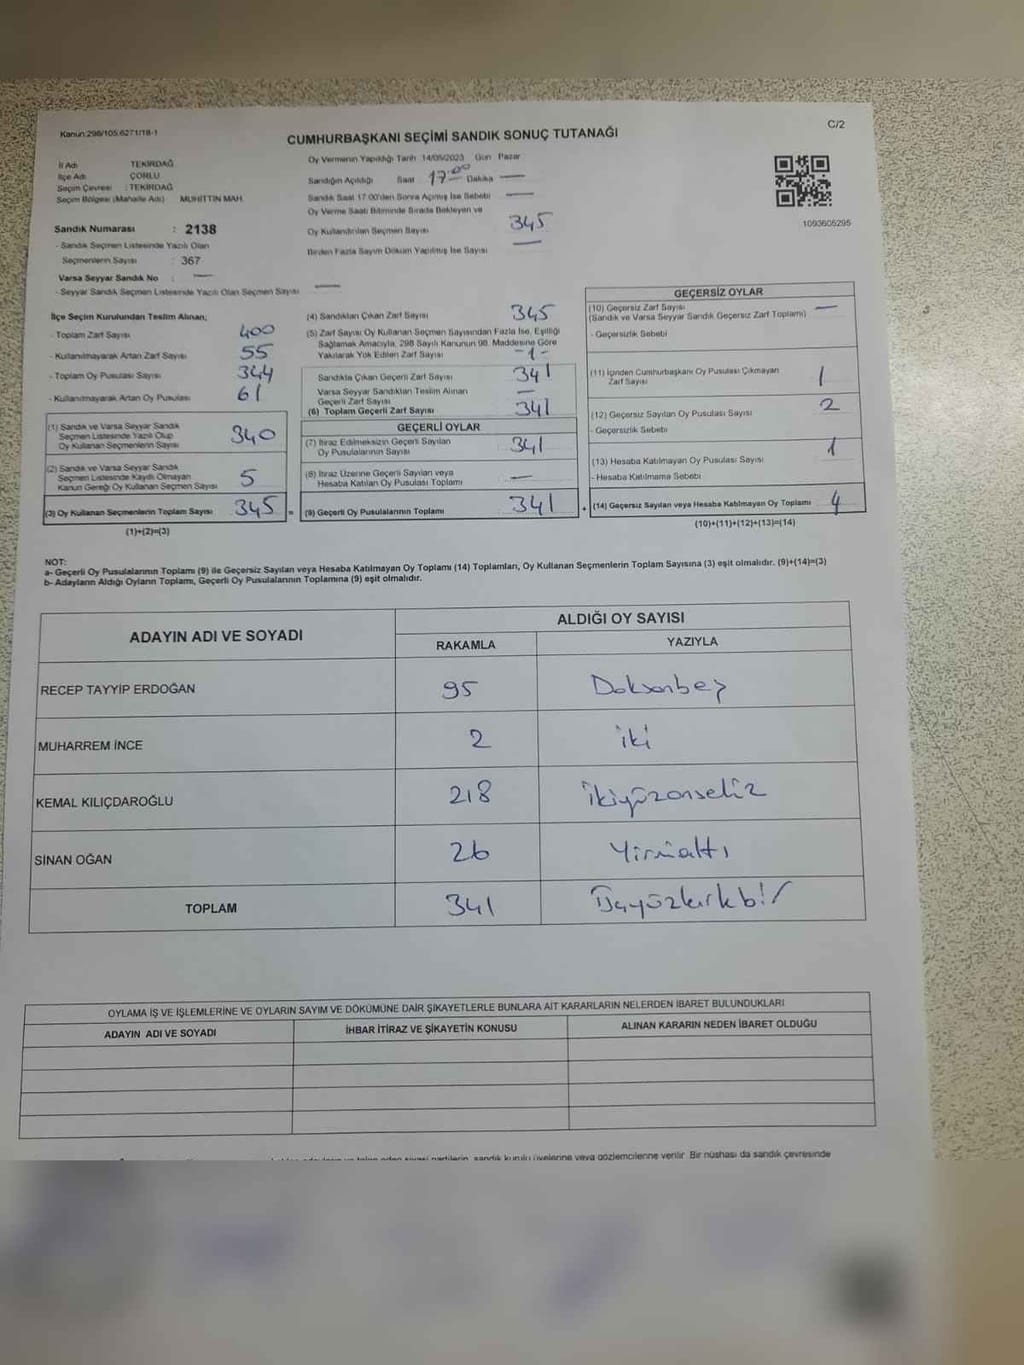 Kanun:298/105,6271/18-1
C/2
CUMHURBAŞKANI SEÇİMİ SANDIK SONUÇ TUTANAĞI
İl Adı TEKİRDAĞ
İlçe Adı ÇORLU
Seçim Çevresi : TEKİRDAĞ
Seçim Bölgesi (Mahalle Adı) MUHİTTİN MAH.
Oy Vermenin Yapıldığı Tarih 14/05/2023 Gün Pazar
Sandığın Açıldığı Saat 17:00 Dakika —
Sandık Saat 17.00'den Sonra Açılmış İse Sebebi —
Oy Verme Saati Bitiminde Sırada Bekleyen ve
Oy Kullandırılan Seçmen Sayısı 345
Birden Fazla Sayım Döküm Yapılmış İse Sayısı —
1093605295
Sandık Numarası : 2138
- Sandık Seçmen Listesinde Yazılı Olan
Seçmenlerin Sayısı : 367
Varsa Seyyar Sandık No : —
- Seyyar Sandık Seçmen Listesinde Yazılı Olan Seçmen Sayısı —
İlçe Seçim Kurulundan Teslim Alınan;
- Toplam Zarf Sayısı 400
- Kullanılmayarak Artan Zarf Sayısı 55
- Toplam Oy Pusulası Sayısı
- Kullanılmayarak Artan Oy Pusulası 61
(1) Sandık ve Varsa Seyyar Sandık
Seçmen Listesinde Yazılı Olup
Oy Kullanan Seçmenlerin Sayısı 340
(2) Sandık ve Varsa Seyyar Sandık
Seçmen Listesinde Kayıtlı Olmayan
Kanun Gereği Oy Kullanan Seçmen Sayısı 5
(3) Oy Kullanan Seçmenlerin Toplam Sayısı 345 =
(1)+(2)=(3)
(4) Sandıktan Çıkan Zarf Sayısı 345
(5) Zarf Sayısı Oy Kullanan Seçmen Sayısından Fazla İse, Eşitliği
Sağlamak Amacıyla, 298 Sayılı Kanunun 98. Maddesine Göre
Yakılarak Yok Edilen Zarf Sayısı -1-
Sandıkta Çıkan Geçerli Zarf Sayısı 341
Varsa Seyyar Sandıktan Teslim Alınan
Geçerli Zarf Sayısı —
(6) Toplam Geçerli Zarf Sayısı 341
GEÇERLİ OYLAR
(7) İtiraz Edilmeksizin Geçerli Sayılan
Oy Pusulalarının Sayısı 341
(8) İtiraz Üzerine Geçerli Sayılan veya
Hesaba Katılan Oy Pusulası Toplamı —
(9) Geçerli Oy Pusulalarının Toplamı 341 +
GEÇERSİZ OYLAR
(10) Geçersiz Zarf Sayısı
(Sandık ve Varsa Seyyar Sandık Geçersiz Zarf Toplamı) —
- Geçersizlik Sebebi
(11) İçinden Cumhurbaşkanı Oy Pusulası Çıkmayan
Zarf Sayısı 1
(12) Geçersiz Sayılan Oy Pusulası Sayısı 2
- Geçersizlik Sebebi
(13) Hesaba Katılmayan Oy Pusulası Sayısı 1
- Hesaba Katılmama Sebebi
(14) Geçersiz Sayılan veya Hesaba Katılmayan Oy Toplamı 4
(10)+(11)+(12)+(13)=(14)
NOT:
a- Geçerli Oy Pusulalarının Toplamı (9) ile Geçersiz Sayılan veya Hesaba Katılmayan Oy Toplamı (14) Toplamları, Oy Kullanan Seçmenlerin Toplam Sayısına (3) eşit olmalıdır. (9)+(14)=(3)
b- Adayların Aldığı Oyların Toplamı, Geçerli Oy Pusulalarının Toplamına (9) eşit olmalıdır.
ADAYIN ADI VE SOYADI
ALDIĞI OY SAYISI
RAKAMLA YAZIYLA
RECEP TAYYİP ERDOĞAN 95 Doksanbeş
MUHARREM İNCE 2 iki
KEMAL KILIÇDAROĞLU 218 ikiyüzonsekiz
SİNAN OĞAN 26 Yirmialtı
TOPLAM 341 Üçyüzkırkbir
OYLAMA İŞ VE İŞLEMLERİNE VE OYLARIN SAYIM VE DÖKÜMÜNE DAİR ŞİKAYETLERLE BUNLARA AİT KARARLARIN NELERDEN İBARET BULUNDUKLARI
ADAYIN ADI VE SOYADI İHBAR İTİRAZ VE ŞİKAYETİN KONUSU ALINAN KARARIN NEDEN İBARET OLDUĞU
siyasi partilerin, sandık kurulu üyelerine veya gözlemcilerine verilir. Bir nüshası da sandık çevresinde